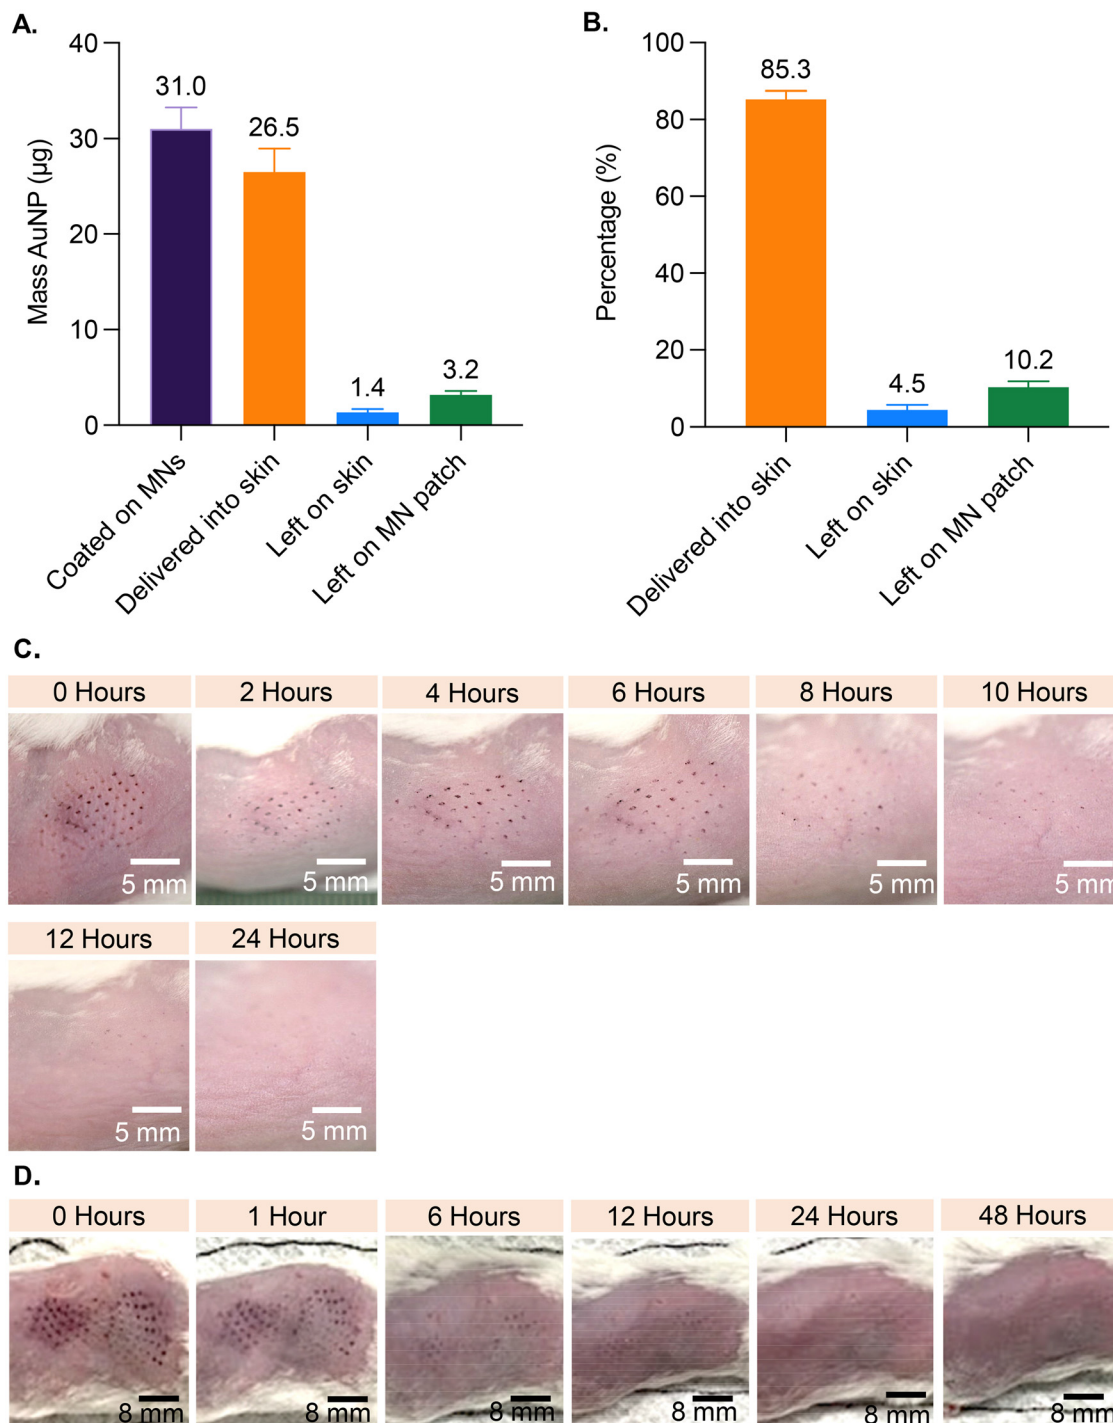 A.
40
30
20
10
0
Mass AuNP (µg)
31.0
26.5
1.4
3.2
Coated on MNs
Delivered into skin
Left on skin
Left on MN patch
B.
100
80
60
40
20
0
Percentage (%)
85.3
4.5
10.2
Delivered into skin
Left on skin
Left on MN patch
C.
0 Hours
2 Hours
4 Hours
6 Hours
8 Hours
10 Hours
5 mm
5 mm
5 mm
5 mm
5 mm
5 mm
12 Hours
24 Hours
5 mm
5 mm
D.
0 Hours
1 Hour
6 Hours
12 Hours
24 Hours
48 Hours
8 mm
8 mm
8 mm
8 mm
8 mm
8 mm